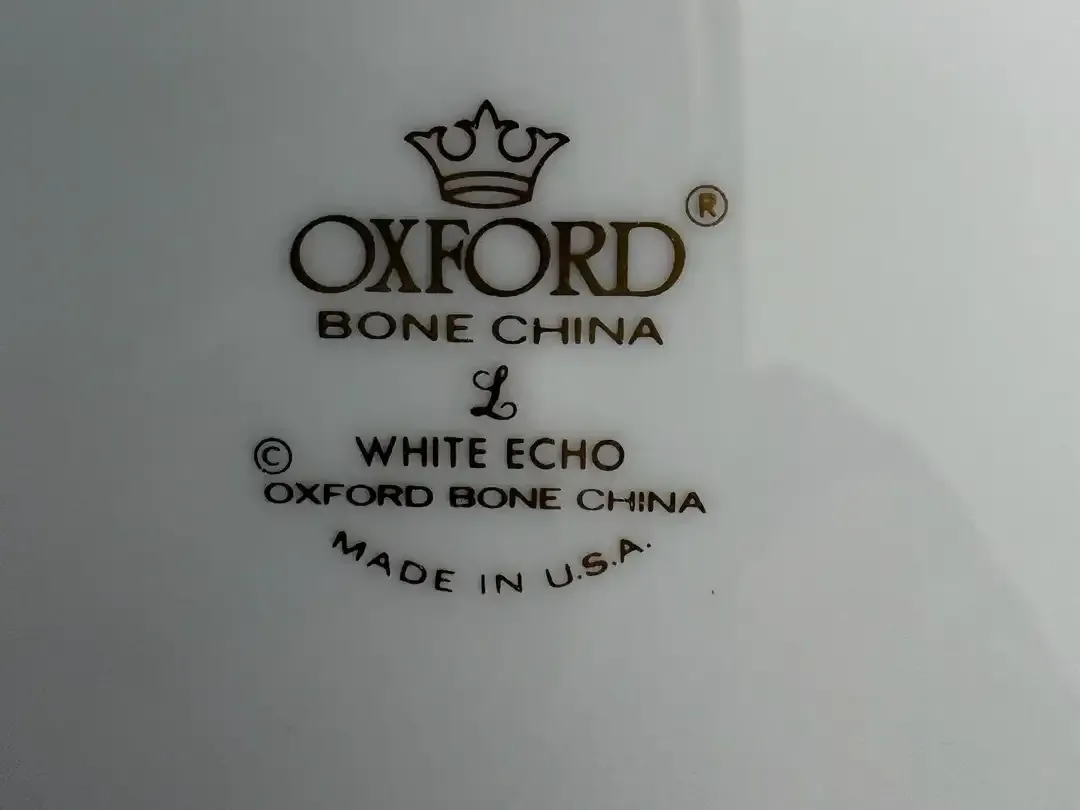 OXFORD ®
BONE CHINA
L
© WHITE ECHO
OXFORD BONE CHINA
MADE IN U.S.A.